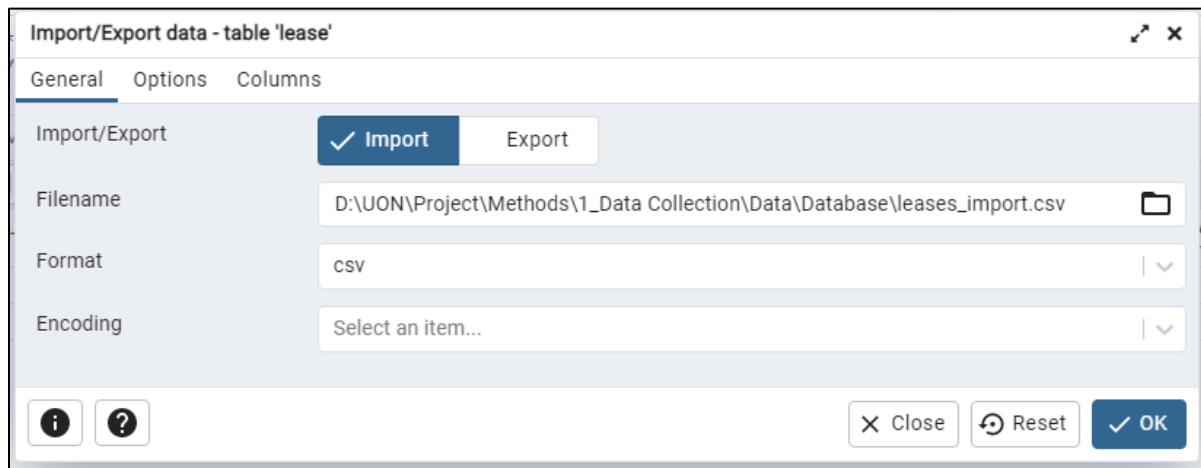 Import/Export data - table 'lease'
General Options Columns
Import/Export Import Export
Filename D:\UON\Project\Methods\1_Data Collection\Data\Database\leases_import.csv
Format csv
Encoding Select an item...
Close Reset OK